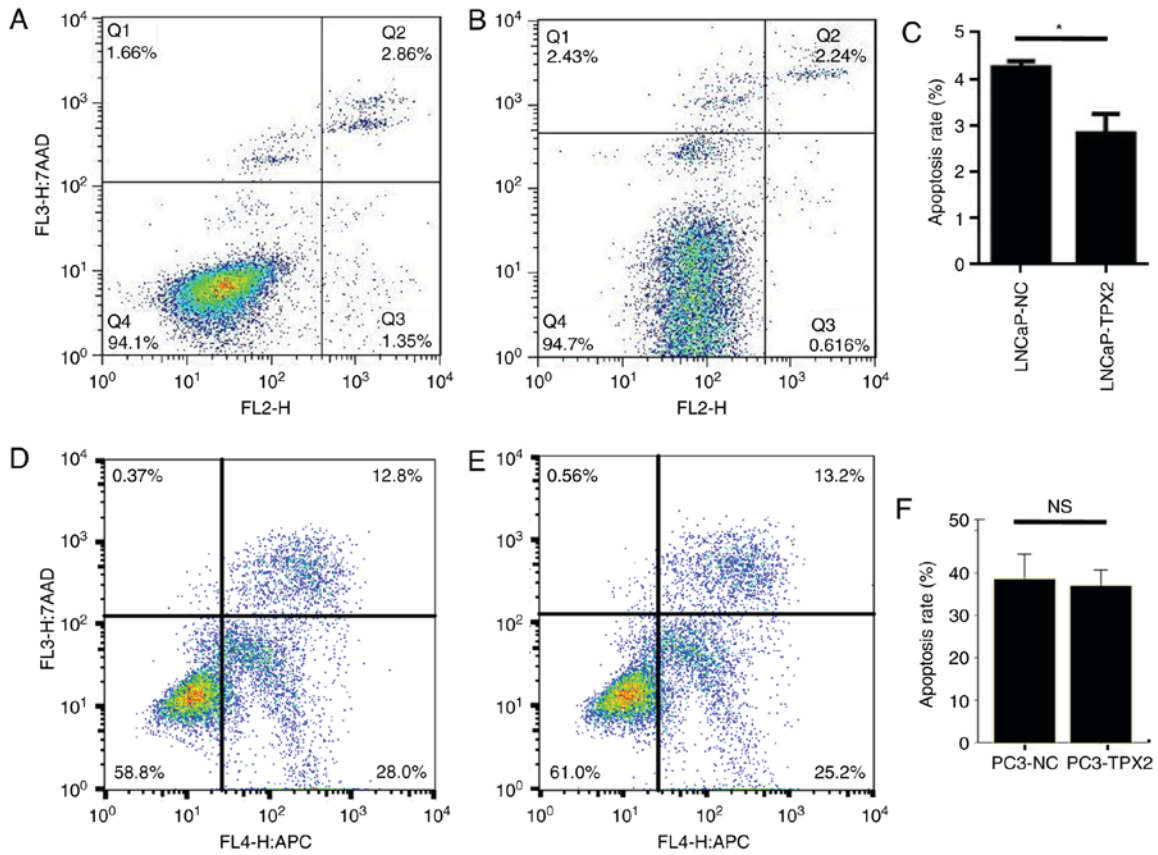 A
Q1
1.66%
Q2
2.86%
Q4
94.1%
Q3
1.35%
FL3-H:7AAD
10⁴
10³
10²
10¹
10⁰
10⁰ 10¹ 10² 10³ 10⁴
FL2-H
B
Q1
2.43%
Q2
2.24%
Q4
94.7%
Q3
0.616%
10⁴
10³
10²
10¹
10⁰
10⁰ 10¹ 10² 10³ 10⁴
FL2-H
C
*
Apoptosis rate (%)
5
4
3
2
4
0
LNCaP-NC
LNCaP-TPX2
D
0.37%
12.8%
58.8%
28.0%
FL3-H:7AAD
10⁴
10³
10²
10¹
10⁰
10⁰ 10¹ 10² 10³ 10⁴
FL4-H:APC
E
0.56%
13.2%
61.0%
25.2%
10⁴
10³
10²
10¹
10⁰
10⁰ 10¹ 10² 10³ 10⁴
FL4-H:APC
F
NS
Apoptosis rate (%)
50
40
30
40
10
0
PC3-NC PC3-TPX2